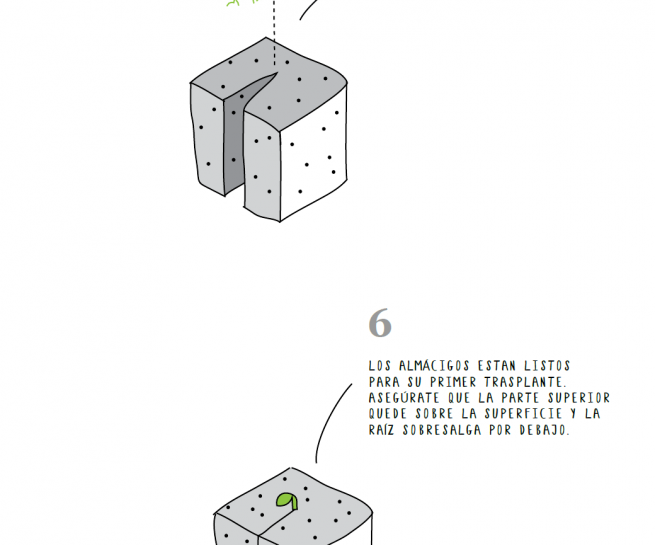 6
LOS ALMÁCIGOS ESTAN LISTOS
PARA SU PRIMER TRASPLANTE.
ASEGÚRATE QUE LA PARTE SUPERIOR
QUEDE SOBRE LA SUPERFICIE Y LA
RAÍZ SOBRESALGA POR DEBAJO.